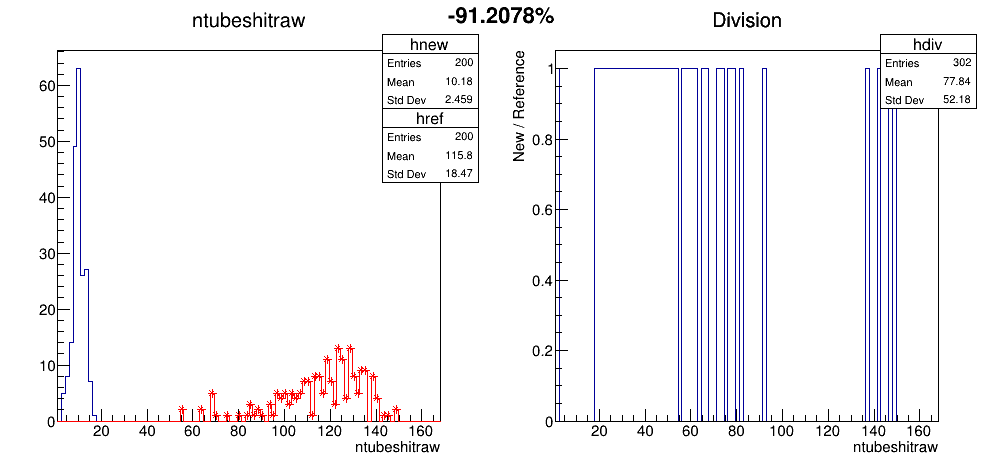 -91.2078%
ntubeshitraw
hnew
Entries 200
Mean 10.18
Std Dev 2.459
href
Entries 200
Mean 115.8
Std Dev 18.47
60
50
40
30
20
10
0
20 40 60 80 100 120 140 160
ntubeshitraw
Division
hdiv
Entries 302
Mean 77.84
Std Dev 52.18
New / Reference
1
0.8
0.6
0.4
0.2
0
20 40 60 80 100 120 140 160
ntubeshitraw